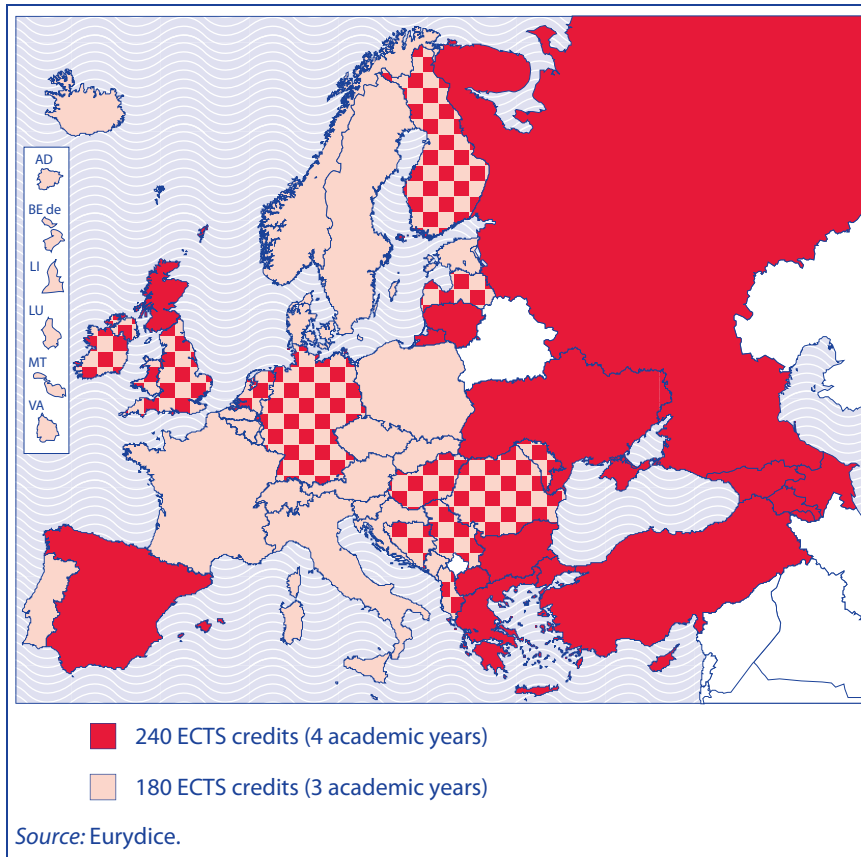 AD
BE de
LI
LU
MT
VA
240 ECTS credits (4 academic years)
180 ECTS credits (3 academic years)
Source: Eurydice.